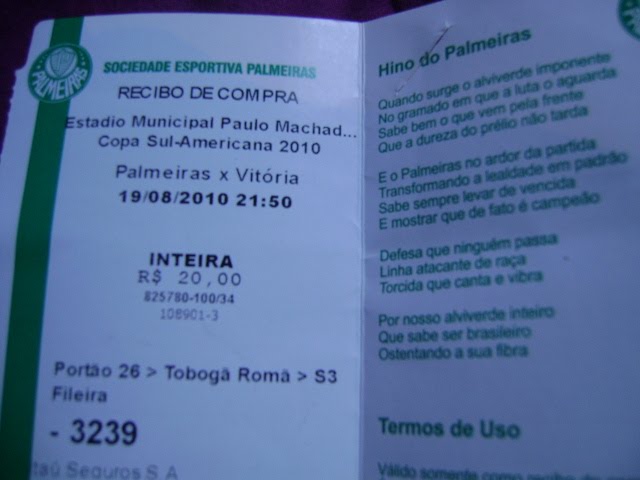 PALMEIRAS
SOCIEDADE ESPORTIVA PALMEIRAS
RECIBO DE COMPRA
Estadio Municipal Paulo Machad...
Copa Sul-Americana 2010
Palmeiras x Vitória
19/08/2010 21:50
INTEIRA
R$ 20,00
825780-100/34
108901-3
Portão 26 > Tobogã Romã > S3
Fileira
- 3239
Itaú Seguros S.A
Hino do Palmeiras
Quando surge o alviverde imponente
No gramado em que a luta o aguarda
Sabe bem o que vem pela frente
Que a dureza do prélio não tarda
E o Palmeiras no ardor da partida
Transformando a lealdade em padrão
Sabe sempre levar de vencida
E mostrar que de fato é campeão
Defesa que ninguém passa
Linha atacante de raça
Torcida que canta e vibra
Por nosso alviverde inteiro
Que sabe ser brasileiro
Ostentando a sua fibra
Termos de Uso
Válido somente como